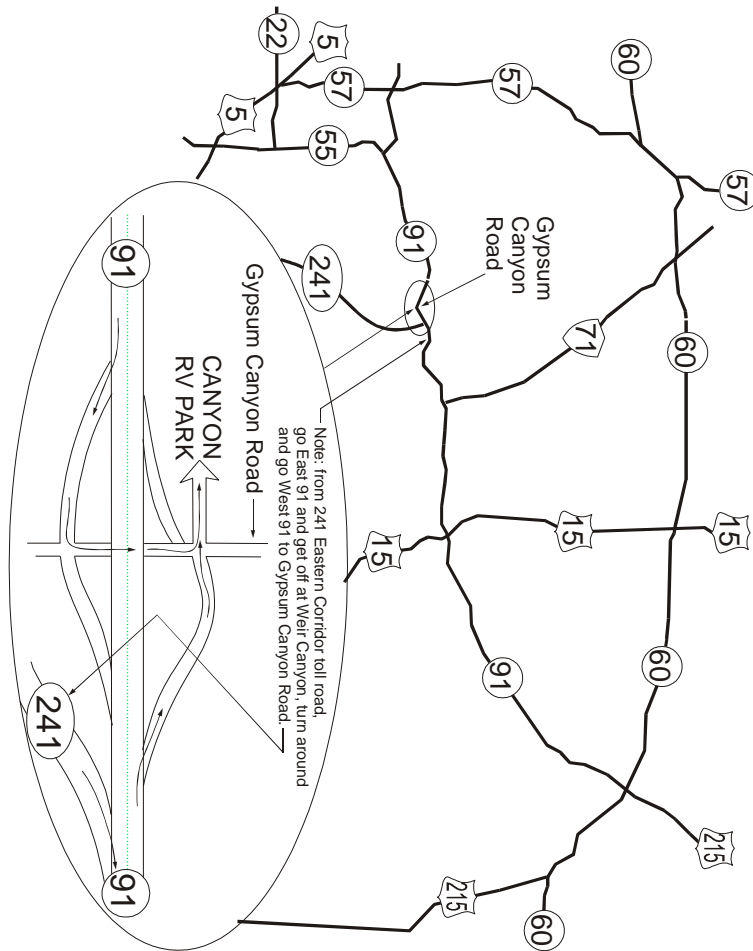 57
15
215
60
60
60
71
15
60
57
91
Gypsum
Canyon
Road
215
91
15
57
5
55
241
22
5
Note: from 241 Eastern Corridor toll road,
go East 91 and get off at Weir Canyon, turn around
and go West 91 to Gypsum Canyon Road.
Gypsum Canyon Road
CANYON
RV PARK
91
91
241